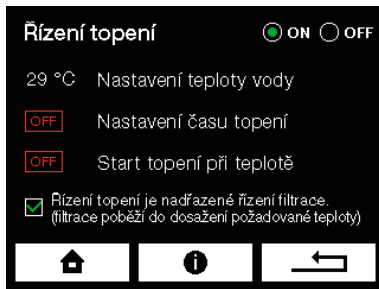 Řízení topení ON OFF
29 °C Nastavení teploty vody
OFF Nastavení času topení
OFF Start topení při teplotě
Řízení topení je nadřazené řízení filtrace.
(filtrace poběží do dosažení požadované teploty)